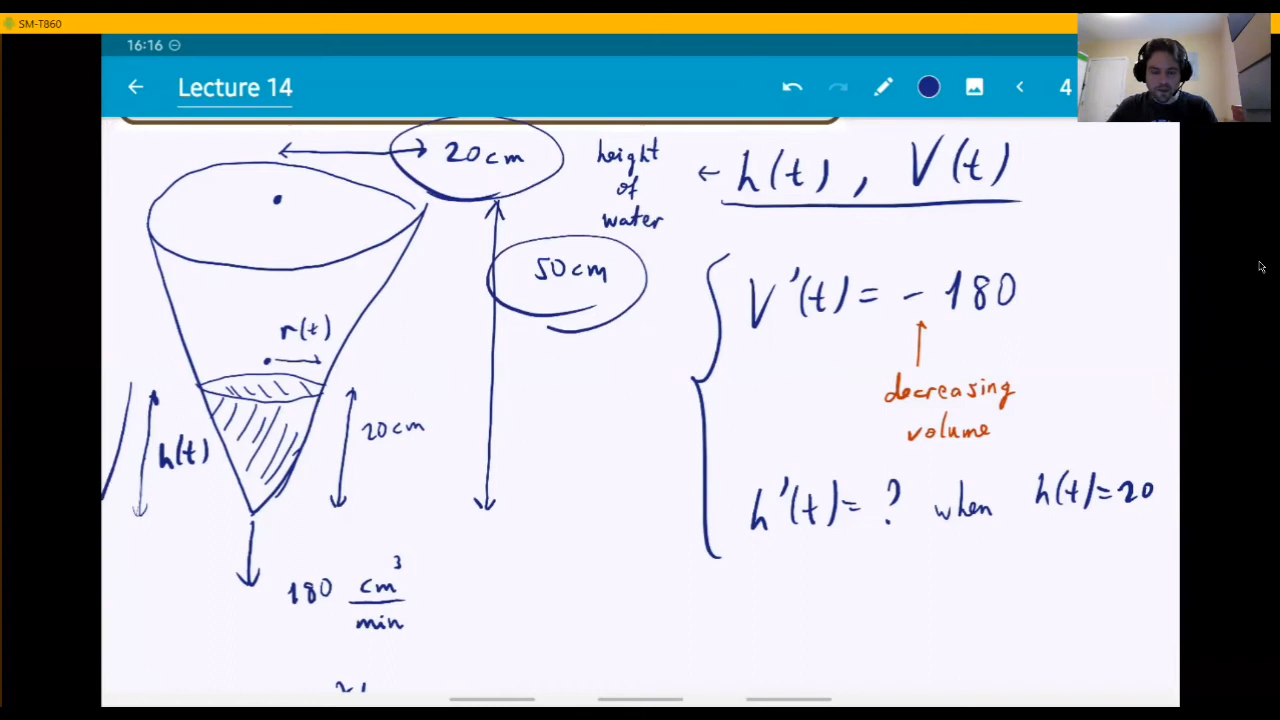 SM-T860
16:16
Lecture 14
4
20cm
height
of
water
← h(t), V(t)
50cm
V'(t) = - 180
r(t)
decreasing
volume
h(t)
20cm
h'(t) = ? when h(t)=20
180 cm³
min